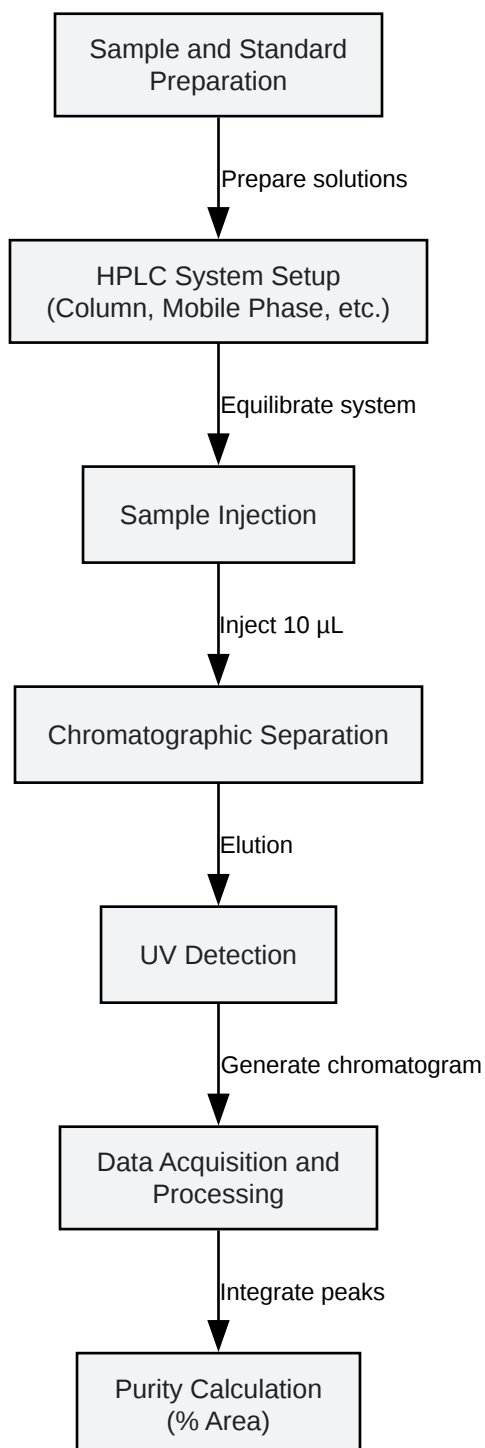 Sample and Standard
Preparation
Prepare solutions
HPLC System Setup
(Column, Mobile Phase, etc.)
Equilibrate system
Sample Injection
Inject 10 µL
Chromatographic Separation
Elution
UV Detection
Generate chromatogram
Data Acquisition and
Processing
Integrate peaks
Purity Calculation
(% Area)